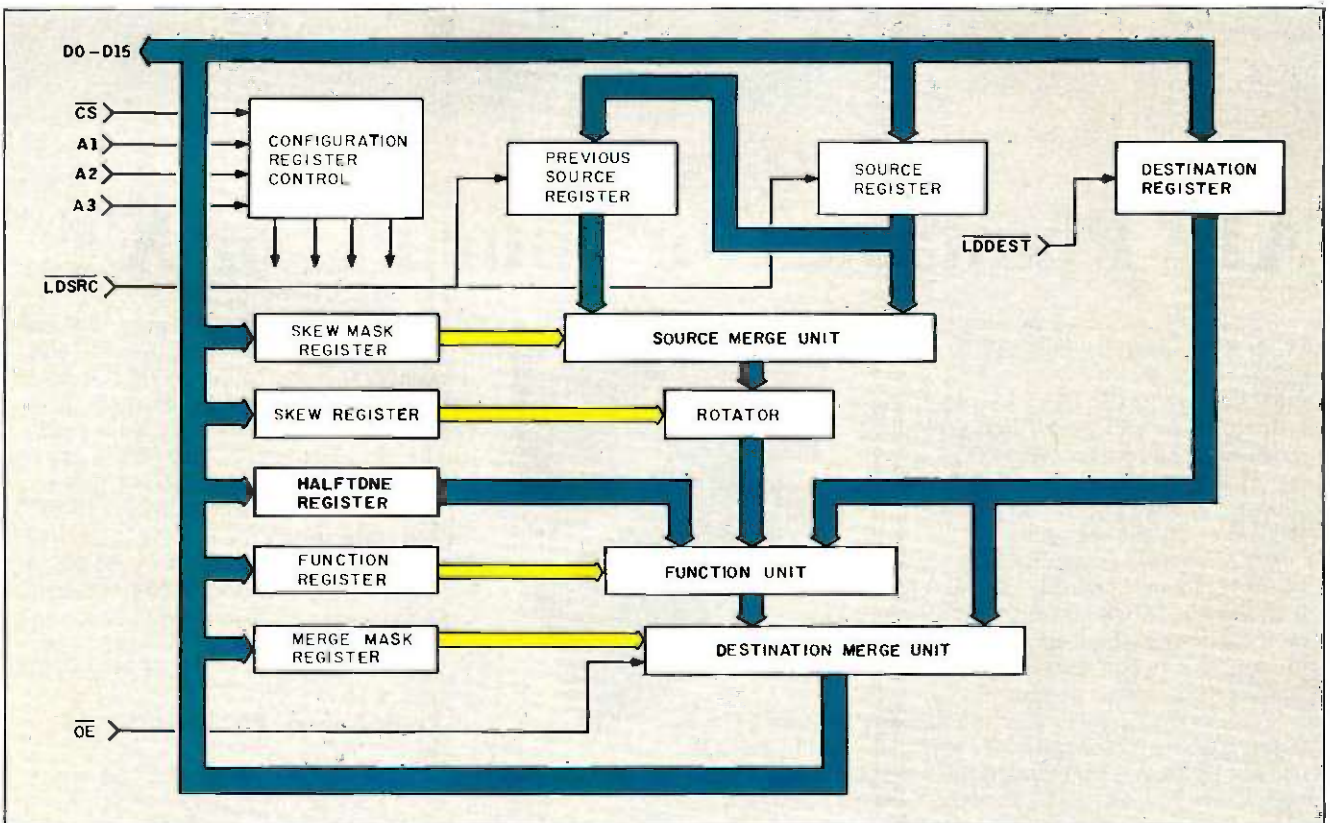 D0-D15
CS
A1
A2
A3
CONFIGURATION
REGISTER
CONTROL
PREVIOUS
SOURCE
REGISTER
SOURCE
REGISTER
DESTINATION
REGISTER
LDDEST
LDSRC
SKEW MASK
REGISTER
SOURCE MERGE UNIT
SKEW REGISTER
ROTATOR
HALFTDNE
REGISTER
FUNCTION
REGISTER
FUNCTION UNIT
MERGE MASK
REGISTER
DESTINATION MERGE UNIT
OE